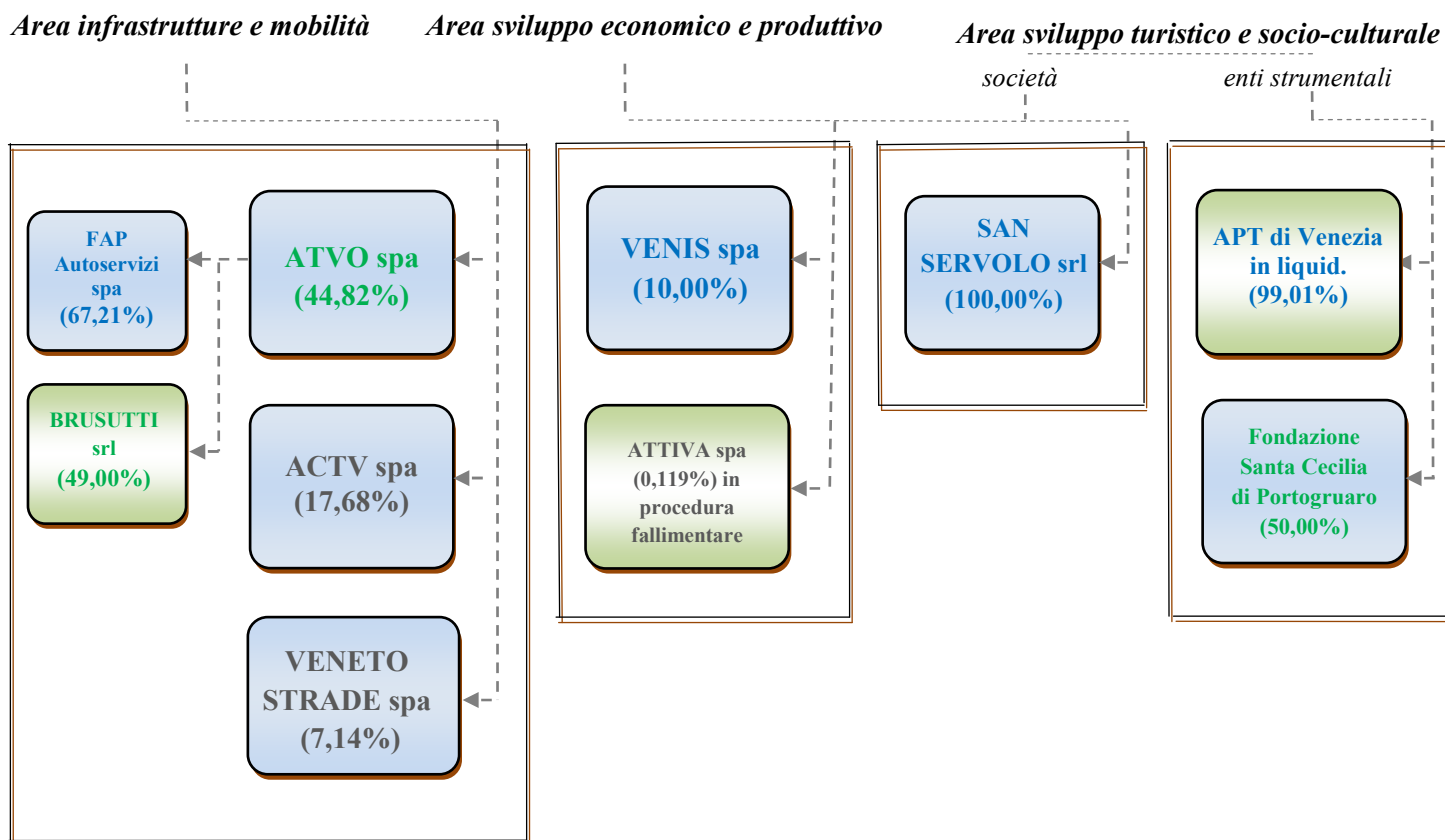 Area infrastrutture e mobilità
Area sviluppo economico e produttivo
Area sviluppo turistico e socio-culturale
società
enti strumentali
FAP
Autoservizi
spa
(67,21%)
ATVO spa
(44,82%)
BRUSUTTI
srl
(49,00%)
ACTV spa
(17,68%)
VENETO
STRADE spa
(7,14%)
VENIS spa
(10,00%)
ATTIVA spa
(0,119%) in
procedura
fallimentare
SAN
SERVOLO srl
(100,00%)
APT di Venezia
in liquid.
(99,01%)
Fondazione
Santa Cecilia
di Portogruaro
(50,00%)